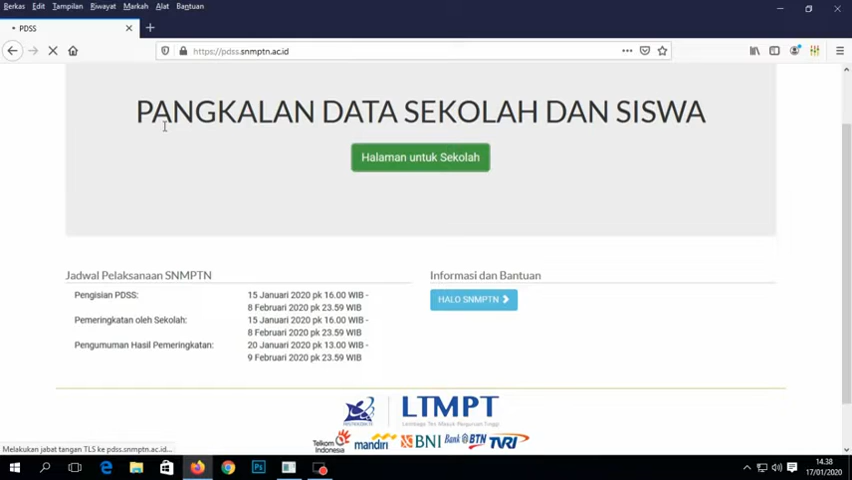 Berkas Edit Tampilan Riwayat Markah Alat Bantuan
PDSS
https://pdss.snmptn.ac.id
PANGKALAN DATA SEKOLAH DAN SISWA
Halaman untuk Sekolah
Jadwal Pelaksanaan SNMPTN
Pengisian PDSS: 15 Januari 2020 pk 16.00 WIB -
8 Februari 2020 pk 23.59 WIB
Pemeringkatan oleh Sekolah: 15 Januari 2020 pk 16.00 WIB -
8 Februari 2020 pk 23.59 WIB
Pengumuman Hasil Pemeringkatan: 20 Januari 2020 pk 13.00 WIB -
9 Februari 2020 pk 23.59 WIB
Informasi dan Bantuan
HALO SNMPTN
LTMPT
Lembaga Tes Masuk Perguruan Tinggi
Telkom
Indonesia
mandiri
BNI
Bank BTN
TVRI
Melakukan jabat tangan TLS ke pdss.snmptn.ac.id...
14.38
17/01/2020